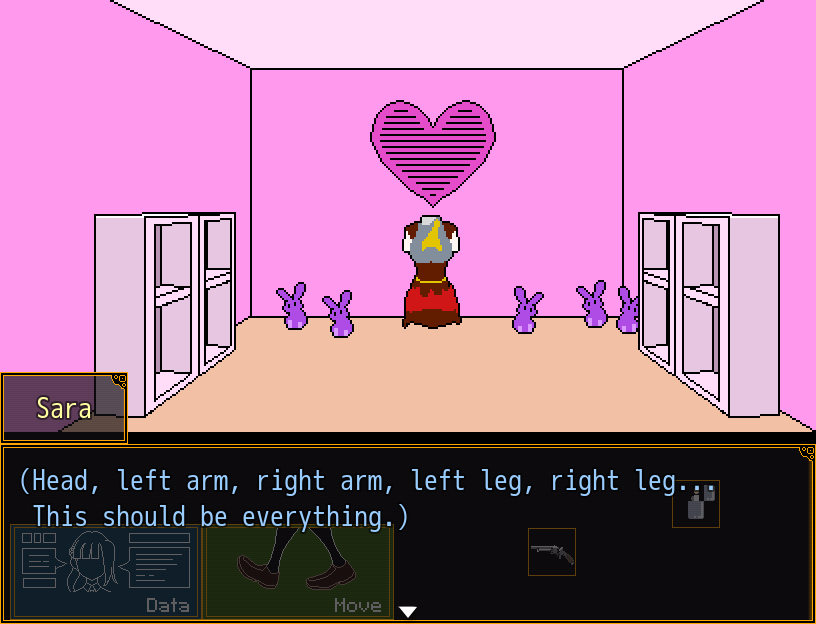 Sara
(Head, left arm, right arm, left leg, right leg...
This should be everything.)
Data
Move